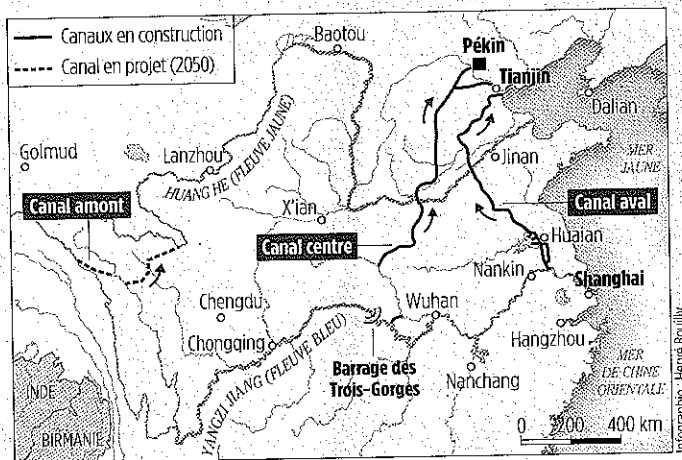 Canaux en construction
Canal en projet (2050)
Baotou
Pékin
Tianjin
Dalian
Golmud
Lanzhou
HUANG HE (FLEUVE JAUNE)
Jinan
MER
JAUNE
Canal amont
X'ian
Canal aval
Canal centre
Huaian
Nankin
Shanghai
Chengdu
Wuhan
Chongqing
Hangzhou
YANGZI JIANG (FLEUVE BLEU)
Barrage des
Trois-Gorges
Nanchang
MER
DE CHINE
ORIENTALE
INDE
BIRMANIE
0 200 400 km
Infographie Hervé Bouilly